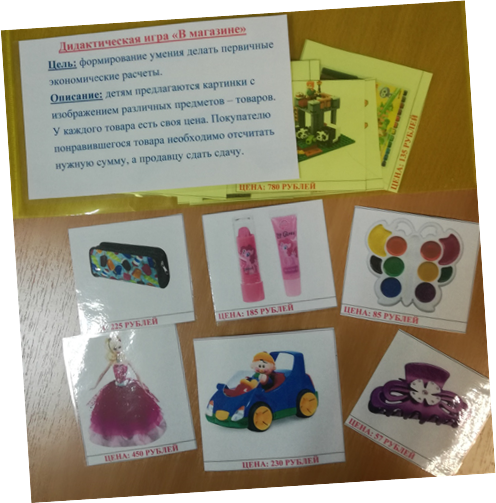 Дидактическая игра «В магазине»
Цель: формирование умения делать первичные
экономические расчеты.
Описание: детям предлагаются картинки с
изображением различных предметов – товаров.
У каждого товара есть своя цена. Покупателю
понравившегося товара необходимо отсчитать
нужную сумму, а продавцу сдать сдачу.
ЦЕНА: 780 РУБЛЕЙ
ЦЕНА: 135 РУБЛЕЙ
225 РУБЛЕЙ
ЦЕНА: 185 РУБЛЕЙ
ЦЕНА: 85 РУБЛЕЙ
ЦЕНА: 450 РУБЛЕЙ
ЦЕНА: 230 РУБЛЕЙ
ЦЕНА: 57 РУБЛЕЙ